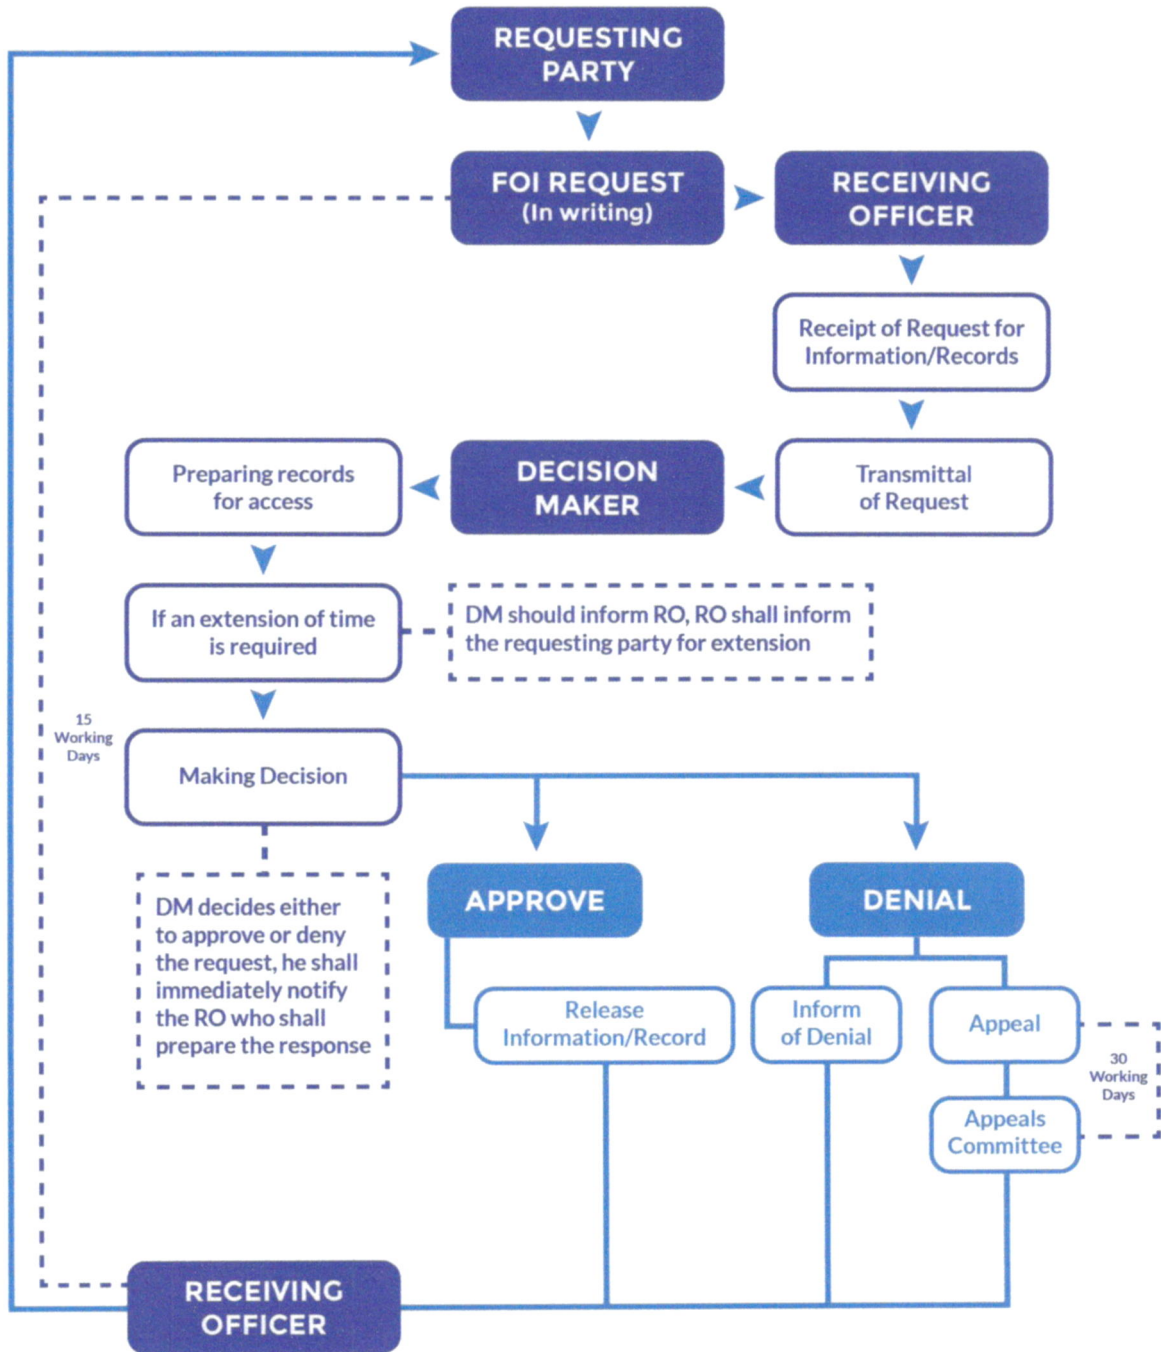 REQUESTING
PARTY
FOI REQUEST
(In writing)
RECEIVING
OFFICER
Receipt of Request for
Information/Records
Transmittal
of Request
DECISION
MAKER
Preparing records
for access
If an extension of time
is required
DM should inform RO, RO shall inform
the requesting party for extension
15
Working
Days
Making Decision
DM decides either
to approve or deny
the request, he shall
immediately notify
the RO who shall
prepare the response
APPROVE
DENIAL
Release
Information/Record
Inform
of Denial
Appeal
30
Working
Days
Appeals
Committee
RECEIVING
OFFICER